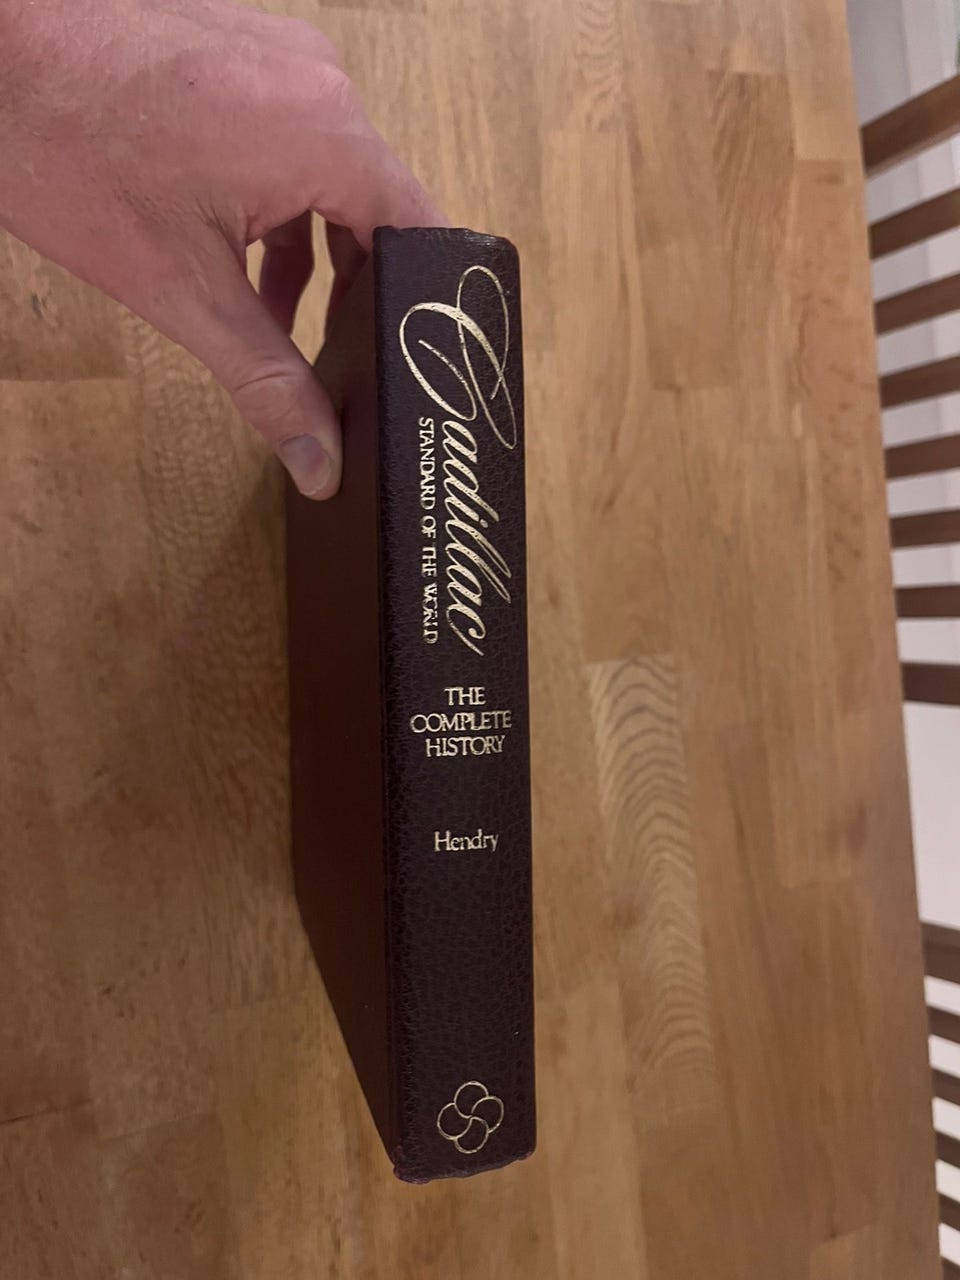 Cadillac
STANDARD OF THE WORLD
THE
COMPLETE
HISTORY
Hendry